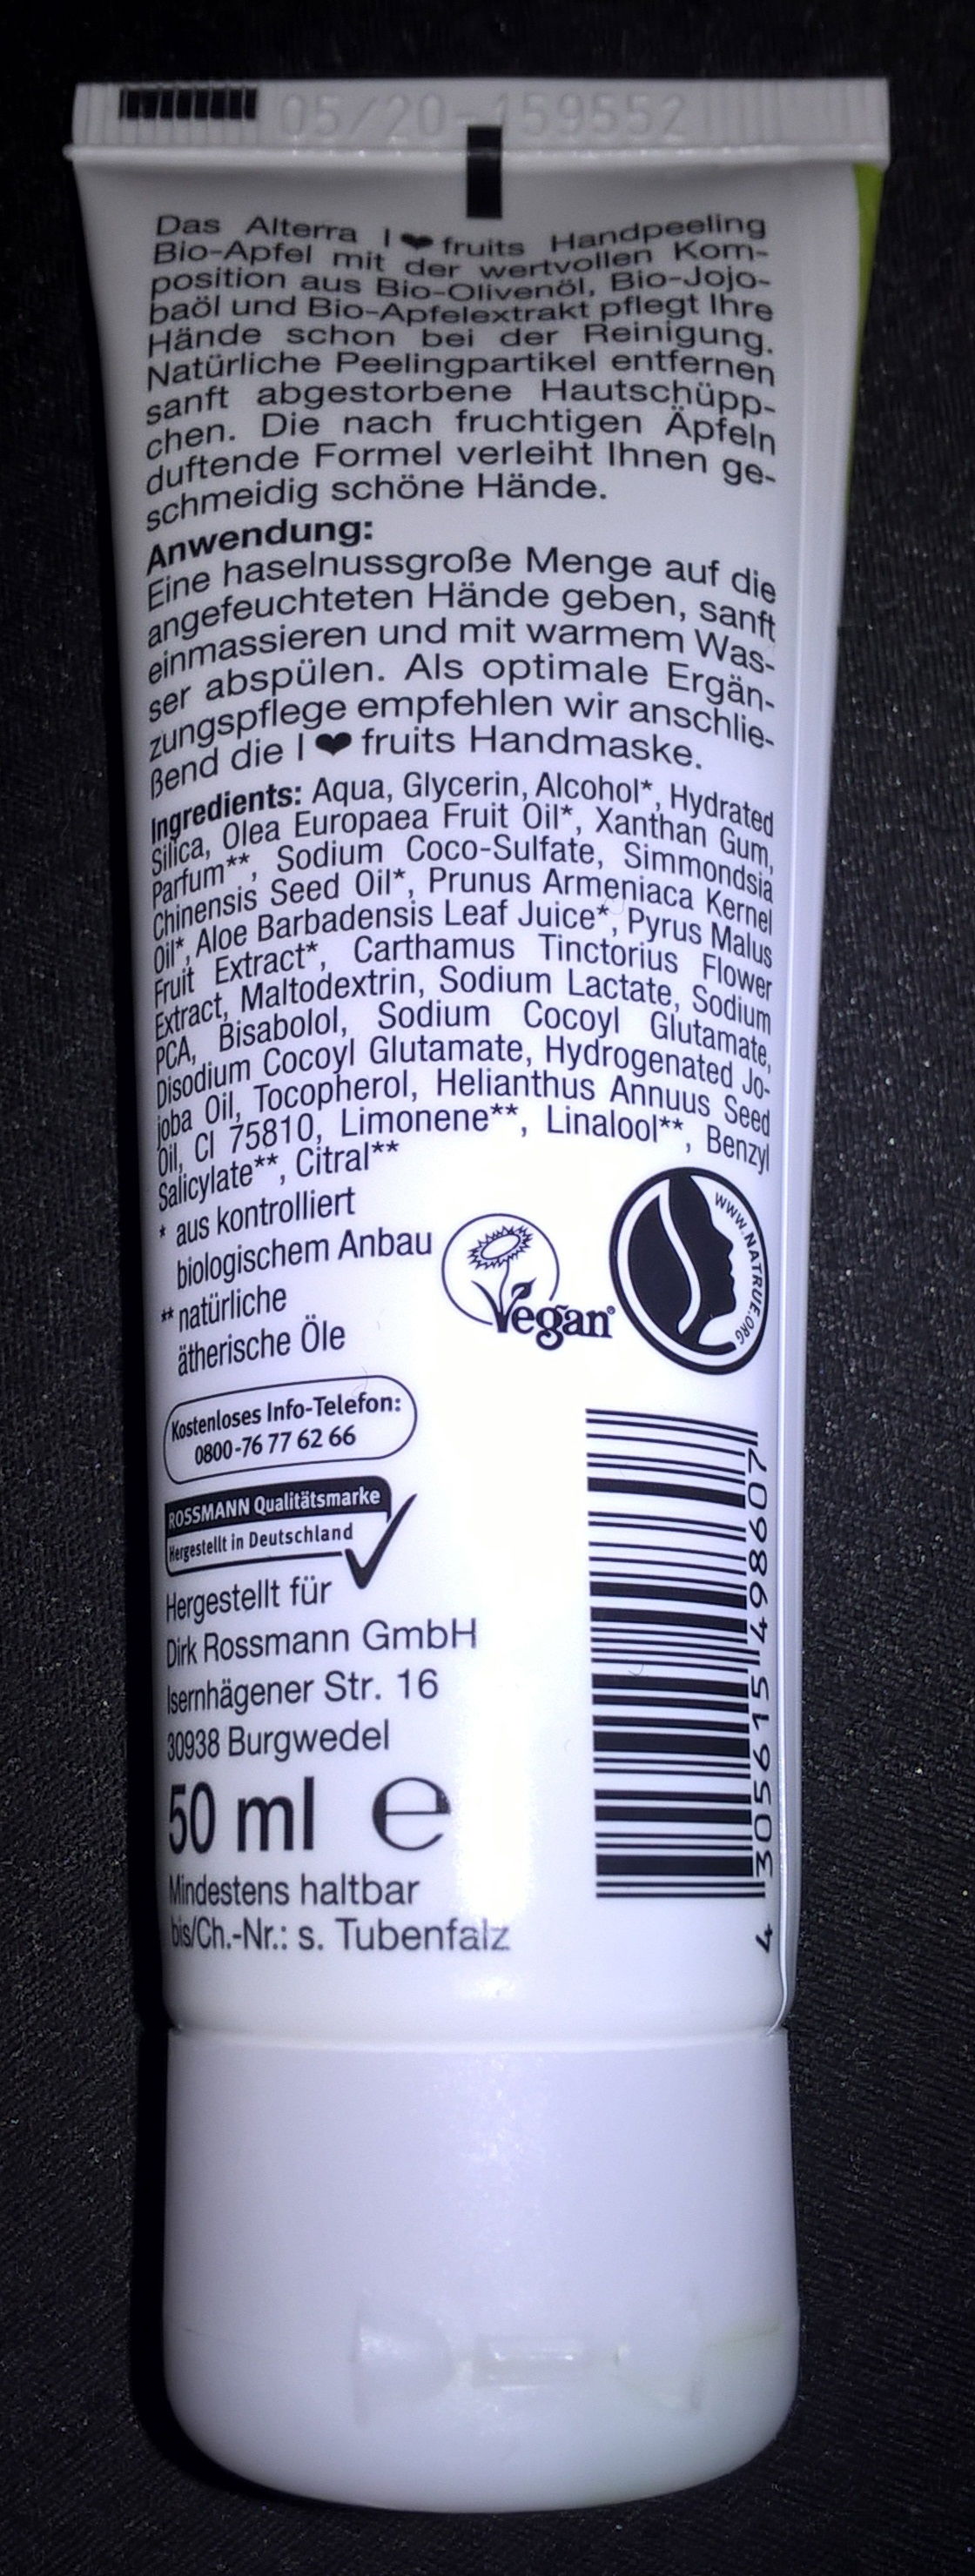 05/20 159552
Das Alterra I ❤ fruits Handpeeling
Bio-Apfel mit der wertvollen Kom-
position aus Bio-Olivenöl, Bio-Jojo-
baöl und Bio-Apfelextrakt pflegt Ihre
Hände schon bei der Reinigung.
Natürliche Peelingpartikel entfernen
sanft abgestorbene Hautschüpp-
chen. Die nach fruchtigen Äpfeln
duftende Formel verleiht Ihnen ge-
schmeidig schöne Hände.
Anwendung:
Eine haselnussgroße Menge auf die
angefeuchteten Hände geben, sanft
einmassieren und mit warmem Was-
ser abspülen. Als optimale Ergän-
zungspflege empfehlen wir anschlie-
ßend die I ❤ fruits Handmaske.
Ingredients: Aqua, Glycerin, Alcohol*, Hydrated
Silica, Olea Europaea Fruit Oil*, Xanthan Gum,
Parfum**, Sodium Coco-Sulfate, Simmondsia
Chinensis Seed Oil*, Prunus Armeniaca Kernel
Oil*, Aloe Barbadensis Leaf Juice*, Pyrus Malus
Fruit Extract*, Carthamus Tinctorius Flower
Extract, Maltodextrin, Sodium Lactate, Sodium
PCA, Bisabolol, Sodium Cocoyl Glutamate,
Disodium Cocoyl Glutamate, Hydrogenated Jo-
joba Oil, Tocopherol, Helianthus Annuus Seed
Oil, CI 75810, Limonene**, Linalool**, Benzyl
Salicylate**, Citral**
* aus kontrolliert
biologischem Anbau
** natürliche
ätherische Öle
Vegan
WWW.NATRUE.ORG
Kostenloses Info-Telefon:
0800-76 77 62 66
ROSSMANN Qualitätsmarke
Hergestellt in Deutschland
Hergestellt für
Dirk Rossmann GmbH
Isernhägener Str. 16
30938 Burgwedel
50 ml e
Mindestens haltbar
bis/Ch.-Nr.: s. Tubenfalz
4 305615 498607